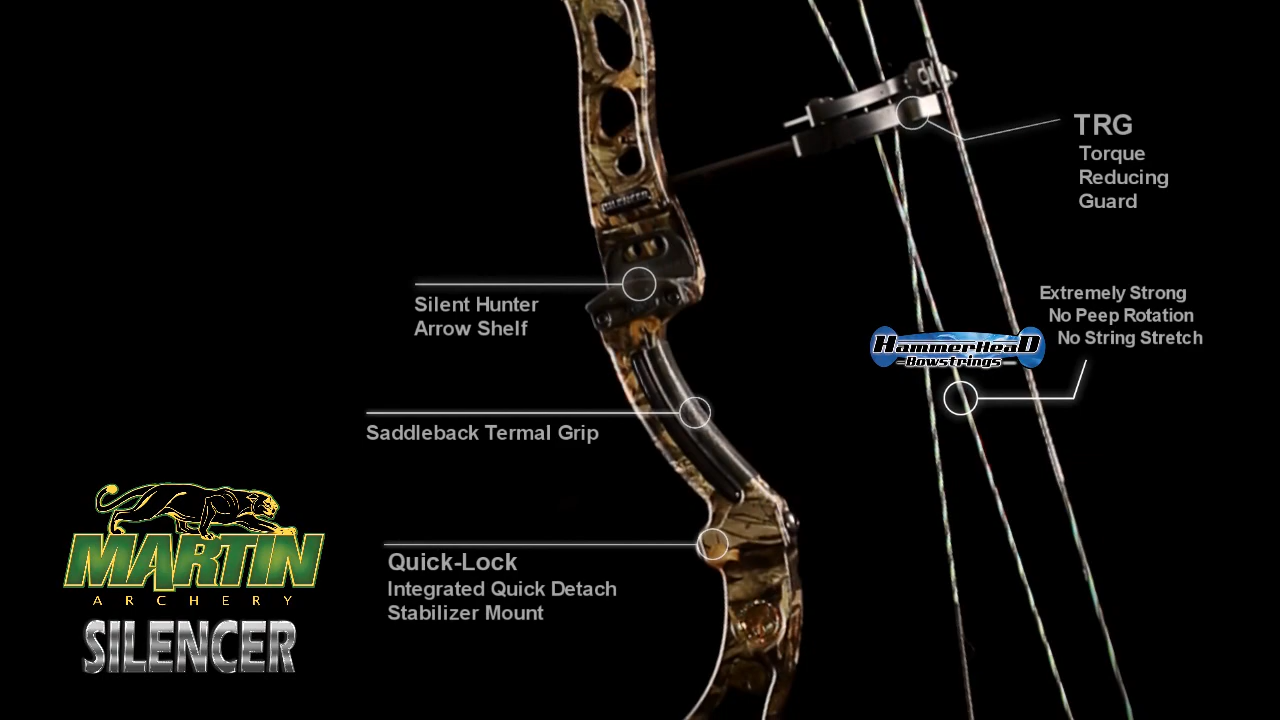 TRG
Torque
Reducing
Guard
SILENCER
Silent Hunter
Arrow Shelf
Extremely Strong
No Peep Rotation
No String Stretch
HammerHeaD
Bowstrings
Saddleback Termal Grip
Quick-Lock
Integrated Quick Detach
Stabilizer Mount
MARTIN
ARCHERY
SILENCER